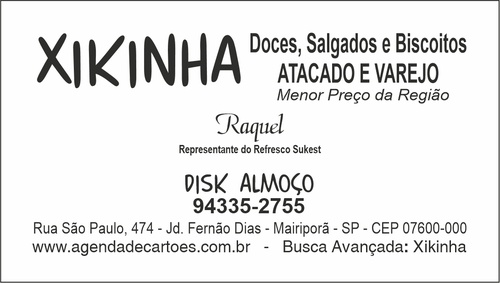 XIKINHA
Doces, Salgados e Biscoitos
ATACADO E VAREJO
Menor Preço da Região
Raquel
Representante do Refresco Sukest
DISK ALMOÇO
94335-2755
Rua São Paulo, 474 - Jd. Fernão Dias - Mairiporã - SP - CEP 07600-000
www.agendadecartoes.com.br - Busca Avançada: Xikinha